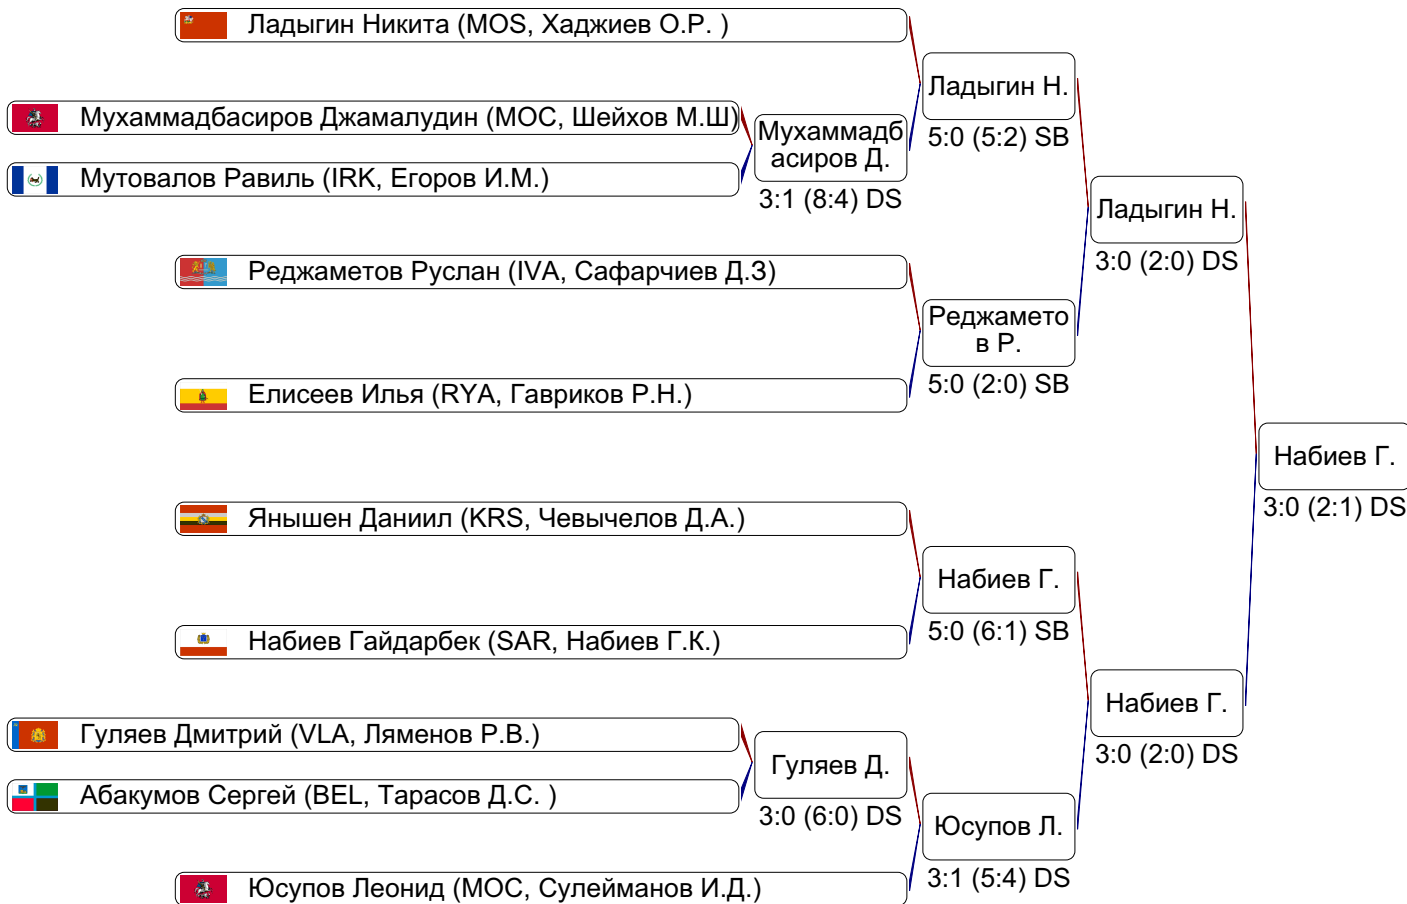 Ладыгин Никита (MOS, Хаджиев О.Р. )
Ладыгин Н.
5:0 (5:2) SB
Мухаммадбасиров Джамалудин (МОС, Шейхов М.Ш)
Мухаммадб
асиров Д.
3:1 (8:4) DS
Мутовалов Равиль (IRK, Егоров И.М.)
Ладыгин Н.
3:0 (2:0) DS
Реджаметов Руслан (IVA, Сафарчиев Д.З)
Реджамето
в Р.
5:0 (2:0) SB
Елисеев Илья (RYA, Гавриков Р.Н.)
Набиев Г.
3:0 (2:1) DS
Янышен Даниил (KRS, Чевычелов Д.А.)
Набиев Г.
5:0 (6:1) SB
Набиев Гайдарбек (SAR, Набиев Г.К.)
Набиев Г.
3:0 (2:0) DS
Гуляев Дмитрий (VLA, Ляменов Р.В.)
Гуляев Д.
3:0 (6:0) DS
Абакумов Сергей (BEL, Тарасов Д.С. )
Юсупов Л.
3:1 (5:4) DS
Юсупов Леонид (МОС, Сулейманов И.Д.)